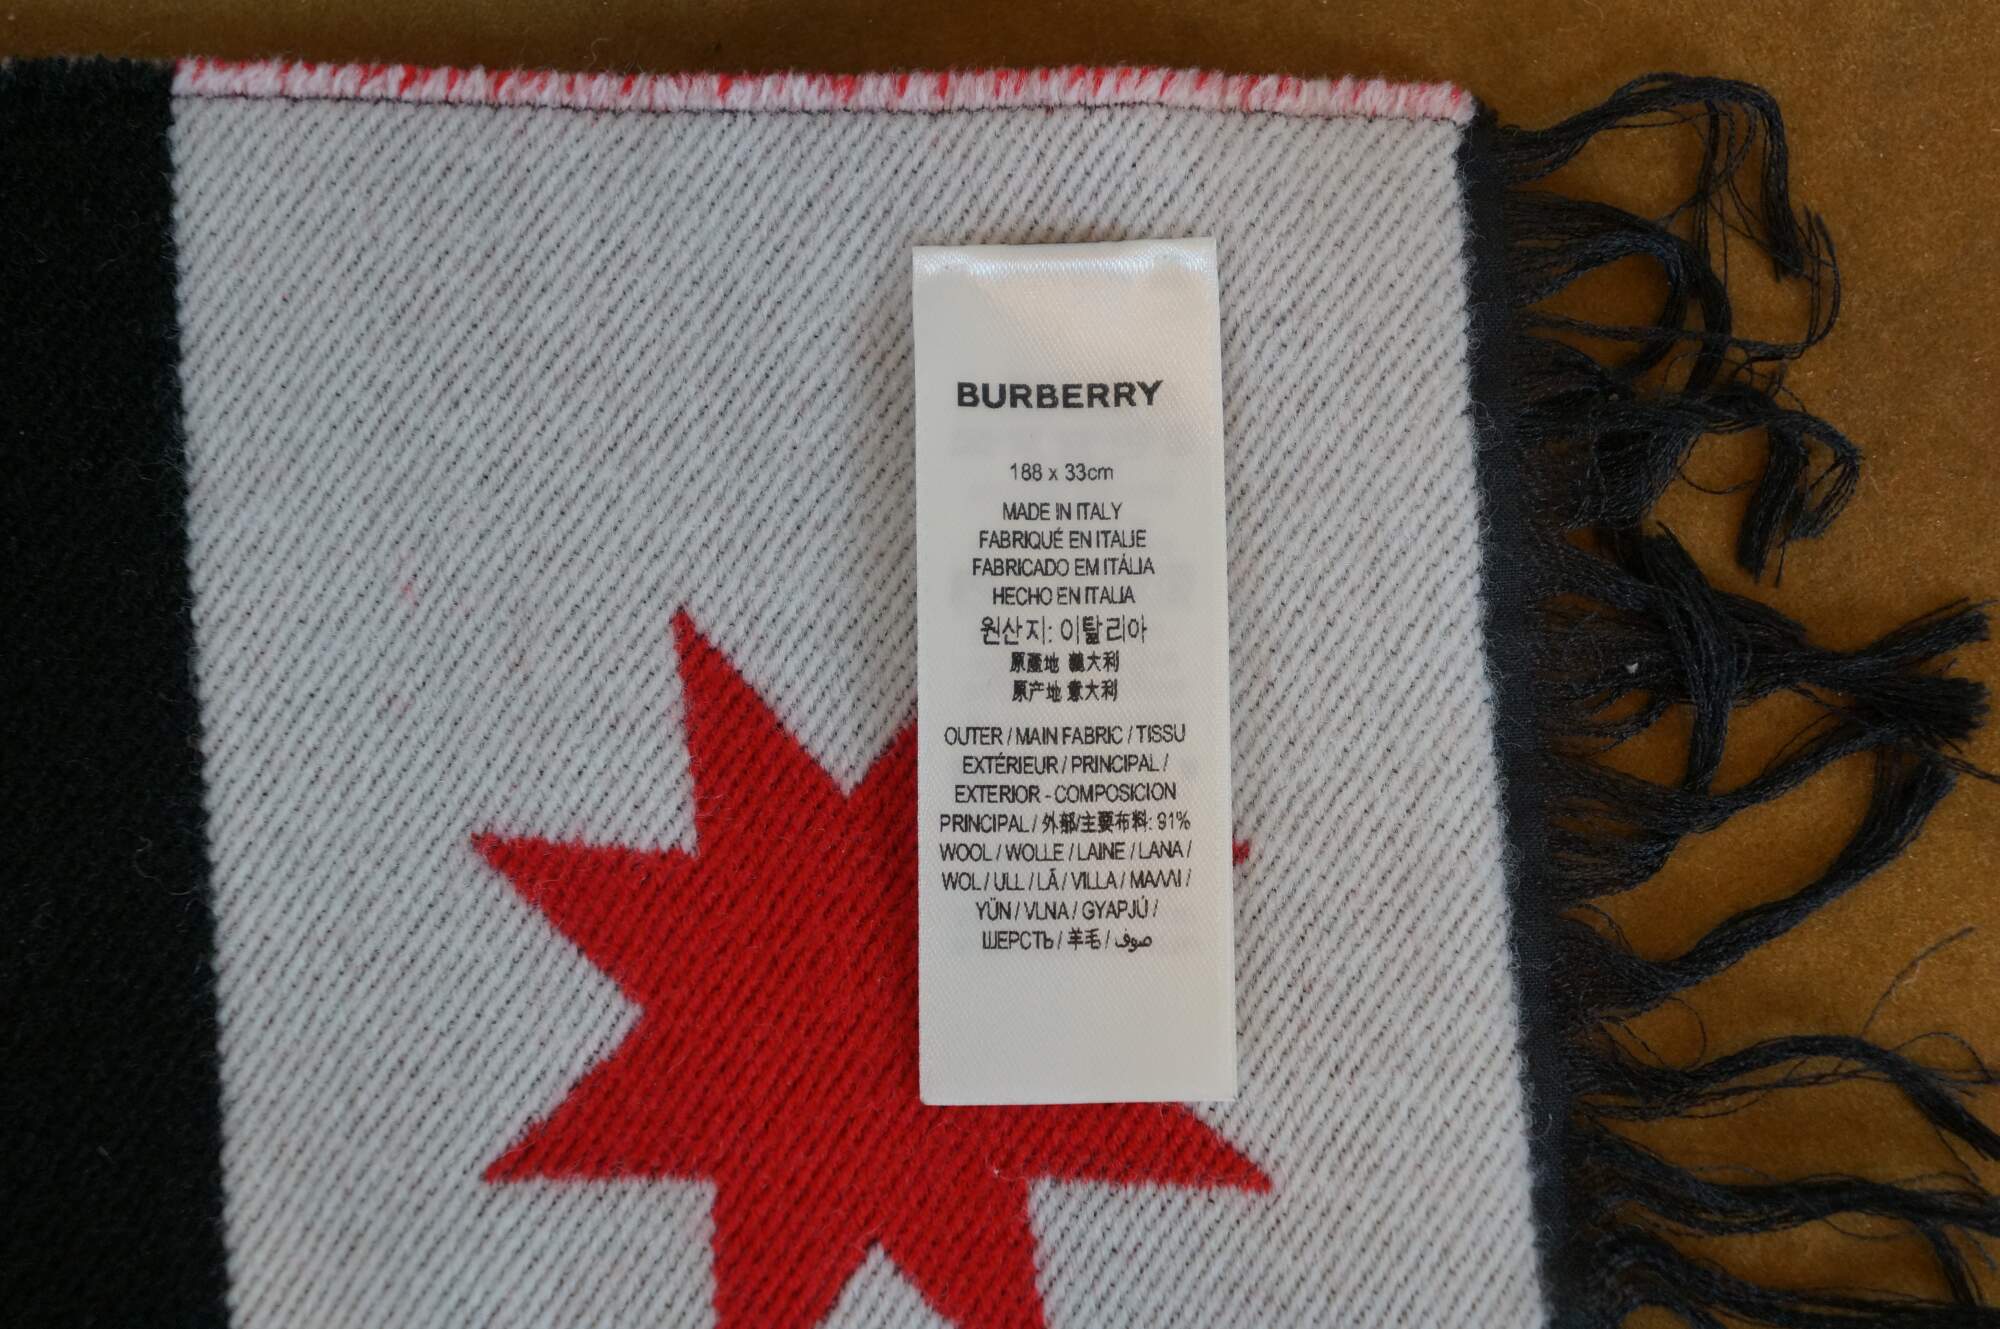 BURBERRY
188 x 33cm
MADE IN ITALY
FABRIQUÉ EN ITALIE
FABRICADO EM ITÁLIA
HECHO EN ITALIA
원산지: 이탈리아
原產地 義大利
原产地 意大利
OUTER / MAIN FABRIC / TISSU
EXTÉRIEUR / PRINCIPAL /
EXTERIOR - COMPOSICION
PRINCIPAL / 外部/主要布料: 91%
WOOL / WOLLE / LAINE / LANA /
WOL / ULL / LÃ / VILLA / ΜΑΛΛΙ /
YÜN / VLNA / GYAPJÚ /
ШЕРСТЬ / 羊毛 / صوف